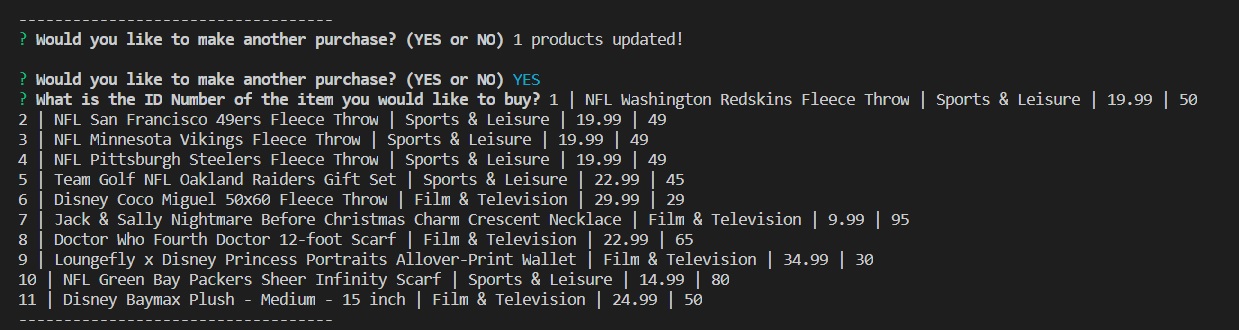 -----------------------------------
? Would you like to make another purchase? (YES or NO) 1 products updated!
? Would you like to make another purchase? (YES or NO) YES
? What is the ID Number of the item you would like to buy? 1 | NFL Washington Redskins Fleece Throw | Sports & Leisure | 19.99 | 50
2 | NFL San Francisco 49ers Fleece Throw | Sports & Leisure | 19.99 | 49
3 | NFL Minnesota Vikings Fleece Throw | Sports & Leisure | 19.99 | 49
4 | NFL Pittsburgh Steelers Fleece Throw | Sports & Leisure | 19.99 | 49
5 | Team Golf NFL Oakland Raiders Gift Set | Sports & Leisure | 22.99 | 45
6 | Disney Coco Miguel 50x60 Fleece Throw | Film & Television | 29.99 | 29
7 | Jack & Sally Nightmare Before Christmas Charm Crescent Necklace | Film & Television | 9.99 | 95
8 | Doctor Who Fourth Doctor 12-foot Scarf | Film & Television | 22.99 | 65
9 | Loungefly x Disney Princess Portraits Allover-Print Wallet | Film & Television | 34.99 | 30
10 | NFL Green Bay Packers Sheer Infinity Scarf | Sports & Leisure | 14.99 | 80
11 | Disney Baymax Plush - Medium - 15 inch | Film & Television | 24.99 | 50
-----------------------------------